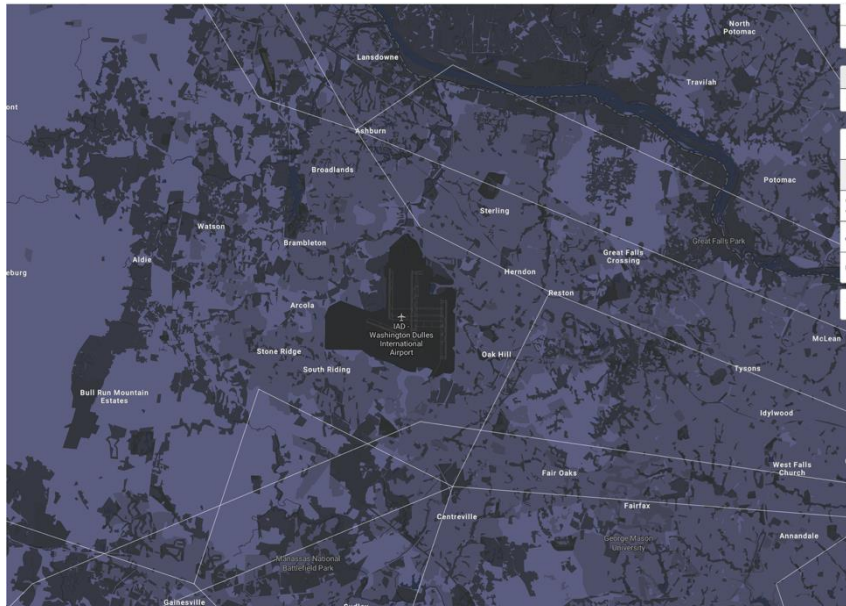 North
Potomac
Lansdowne
Travilah
ont
Ashburn
Broadlands
Potomac
Sterling
Watson
Great Falls Park
Brambleton
Great Falls
Crossing
Aldie
eburg
Herndon
Reston
Arcola
IAD
Washington Dulles
International
Airport
McLean
Stone Ridge
Oak Hill
South Riding
Tysons
Bull Run Mountain
Estates
Idylwood
West Falls
Church
Fair Oaks
Fairfax
Centreville
Annandale
George Mason
University
Manassas National
Battlefield Park
Gainesville